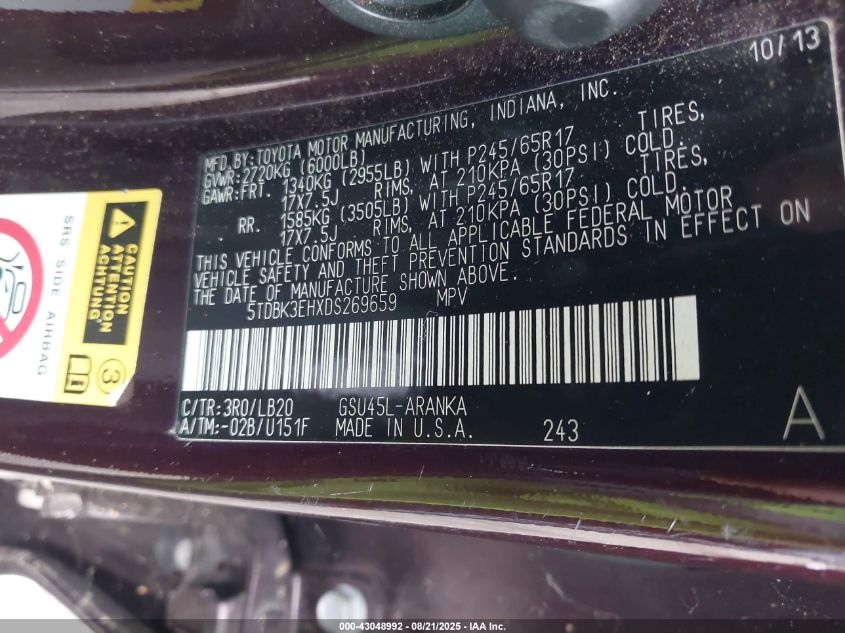 10/13
MFD.BY:TOYOTA MOTOR MANUFACTURING, INDIANA, INC.
GVWR:2720KG (6000LB)
GAWR:FRT. 1340KG (2955LB) WITH P245/65R17 TIRES,
17X7.5J RIMS, AT 210KPA (30PSI) COLD.
RR. 1585KG (3505LB) WITH P245/65R17 TIRES,
17X7.5J RIMS, AT 210KPA (30PSI) COLD.
THIS VEHICLE CONFORMS TO ALL APPLICABLE FEDERAL MOTOR
VEHICLE SAFETY AND THEFT PREVENTION STANDARDS IN EFFECT ON
THE DATE OF MANUFACTURE SHOWN ABOVE.
5TDBK3EHXDS269659 MPV
C/TR:3R0/LB20 GSU45L-ARANKA
A/TM:-02B/U151F MADE IN U.S.A. 243 A
SRS SIDE AIRBAG
CAUTION
ATTENTION
ACHTUNG
3
000-43048992 - 08/21/2025 - IAA Inc.